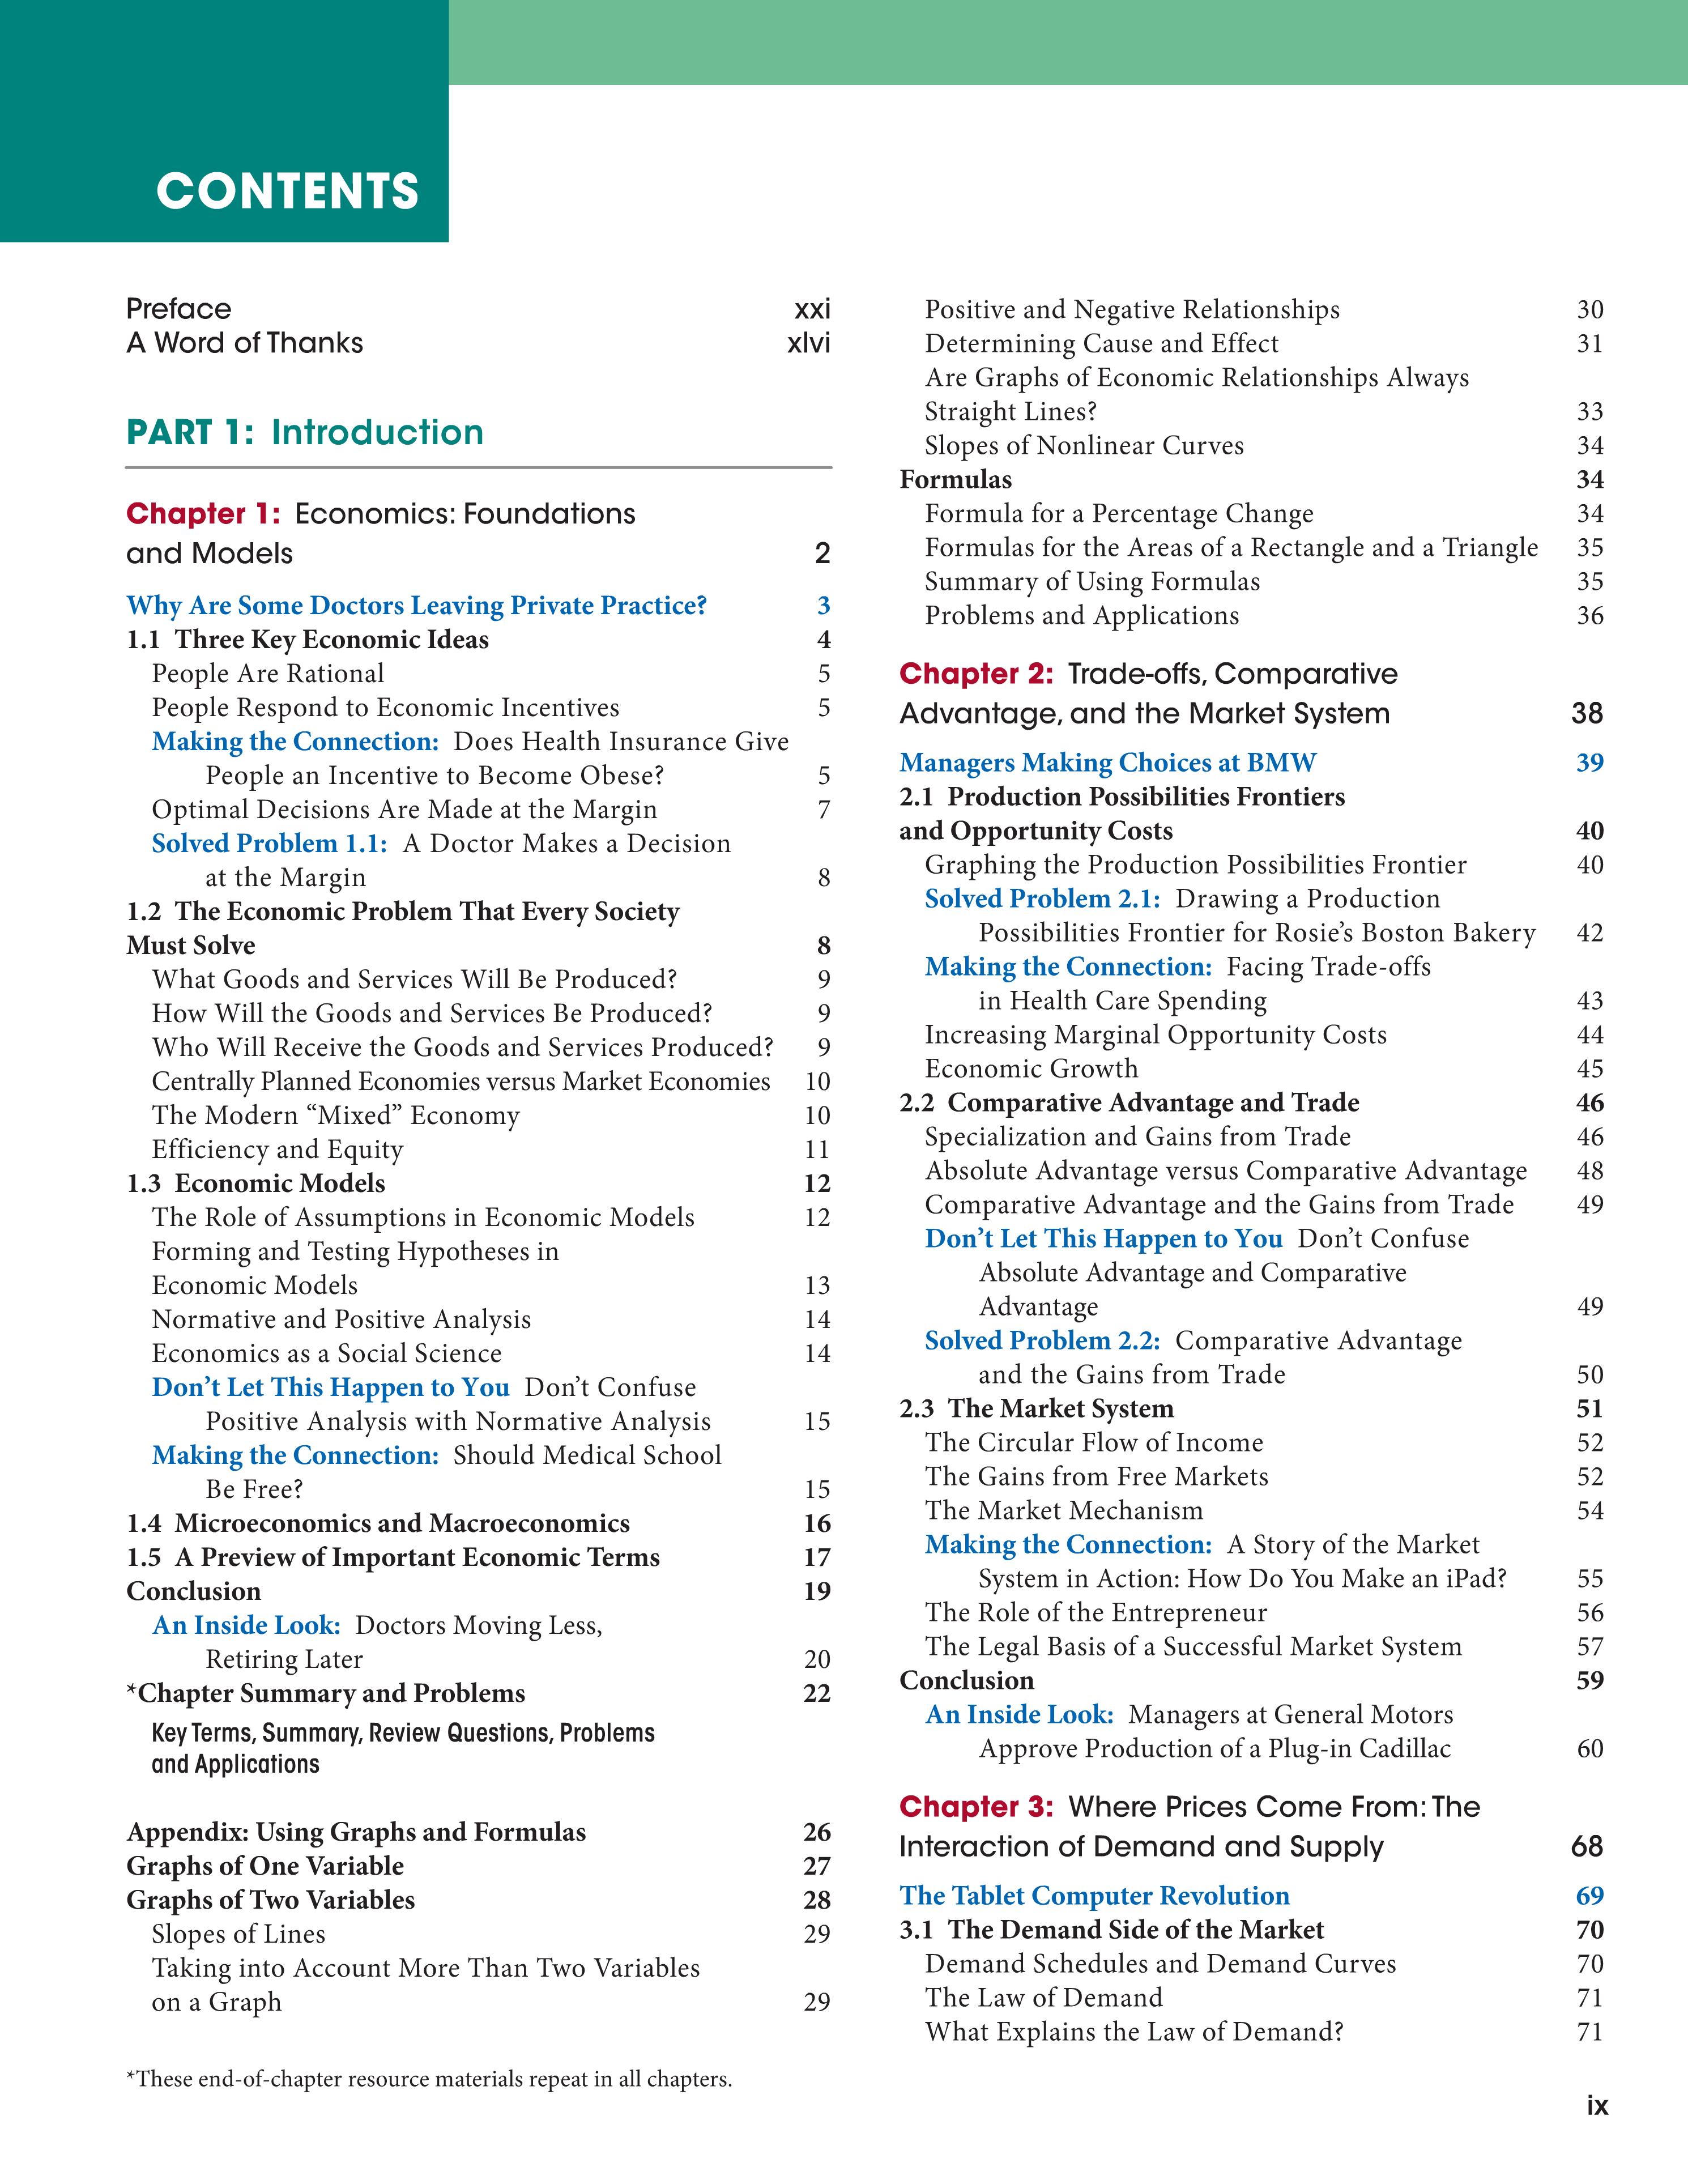 CONTENTS
Preface xxi
A Word of Thanks xlvi
PART 1: Introduction
Chapter 1: Economics: Foundations
and Models 2
Why Are Some Doctors Leaving Private Practice? 3
1.1 Three Key Economic Ideas 4
People Are Rational 5
People Respond to Economic Incentives 5
Making the Connection: Does Health Insurance Give
People an Incentive to Become Obese? 5
Optimal Decisions Are Made at the Margin 7
Solved Problem 1.1: A Doctor Makes a Decision
at the Margin 8
1.2 The Economic Problem That Every Society
Must Solve 8
What Goods and Services Will Be Produced? 9
How Will the Goods and Services Be Produced? 9
Who Will Receive the Goods and Services Produced? 9
Centrally Planned Economies versus Market Economies 10
The Modern “Mixed” Economy 10
Efficiency and Equity 11
1.3 Economic Models 12
The Role of Assumptions in Economic Models 12
Forming and Testing Hypotheses in
Economic Models 13
Normative and Positive Analysis 14
Economics as a Social Science 14
Don’t Let This Happen to You Don’t Confuse
Positive Analysis with Normative Analysis 15
Making the Connection: Should Medical School
Be Free? 15
1.4 Microeconomics and Macroeconomics 16
1.5 A Preview of Important Economic Terms 17
Conclusion 19
An Inside Look: Doctors Moving Less,
Retiring Later 20
*Chapter Summary and Problems 22
Key Terms, Summary, Review Questions, Problems
and Applications
Appendix: Using Graphs and Formulas 26
Graphs of One Variable 27
Graphs of Two Variables 28
Slopes of Lines 29
Taking into Account More Than Two Variables
on a Graph 29
*These end-of-chapter resource materials repeat in all chapters.
Positive and Negative Relationships 30
Determining Cause and Effect 31
Are Graphs of Economic Relationships Always
Straight Lines? 33
Slopes of Nonlinear Curves 34
Formulas 34
Formula for a Percentage Change 34
Formulas for the Areas of a Rectangle and a Triangle 35
Summary of Using Formulas 35
Problems and Applications 36
Chapter 2: Trade-offs, Comparative
Advantage, and the Market System 38
Managers Making Choices at BMW 39
2.1 Production Possibilities Frontiers
and Opportunity Costs 40
Graphing the Production Possibilities Frontier 40
Solved Problem 2.1: Drawing a Production
Possibilities Frontier for Rosie’s Boston Bakery 42
Making the Connection: Facing Trade-offs
in Health Care Spending 43
Increasing Marginal Opportunity Costs 44
Economic Growth 45
2.2 Comparative Advantage and Trade 46
Specialization and Gains from Trade 46
Absolute Advantage versus Comparative Advantage 48
Comparative Advantage and the Gains from Trade 49
Don’t Let This Happen to You Don’t Confuse
Absolute Advantage and Comparative
Advantage 49
Solved Problem 2.2: Comparative Advantage
and the Gains from Trade 50
2.3 The Market System 51
The Circular Flow of Income 52
The Gains from Free Markets 52
The Market Mechanism 54
Making the Connection: A Story of the Market
System in Action: How Do You Make an iPad? 55
The Role of the Entrepreneur 56
The Legal Basis of a Successful Market System 57
Conclusion 59
An Inside Look: Managers at General Motors
Approve Production of a Plug-in Cadillac 60
Chapter 3: Where Prices Come From: The
Interaction of Demand and Supply 68
The Tablet Computer Revolution 69
3.1 The Demand Side of the Market 70
Demand Schedules and Demand Curves 70
The Law of Demand 71
What Explains the Law of Demand? 71
ix